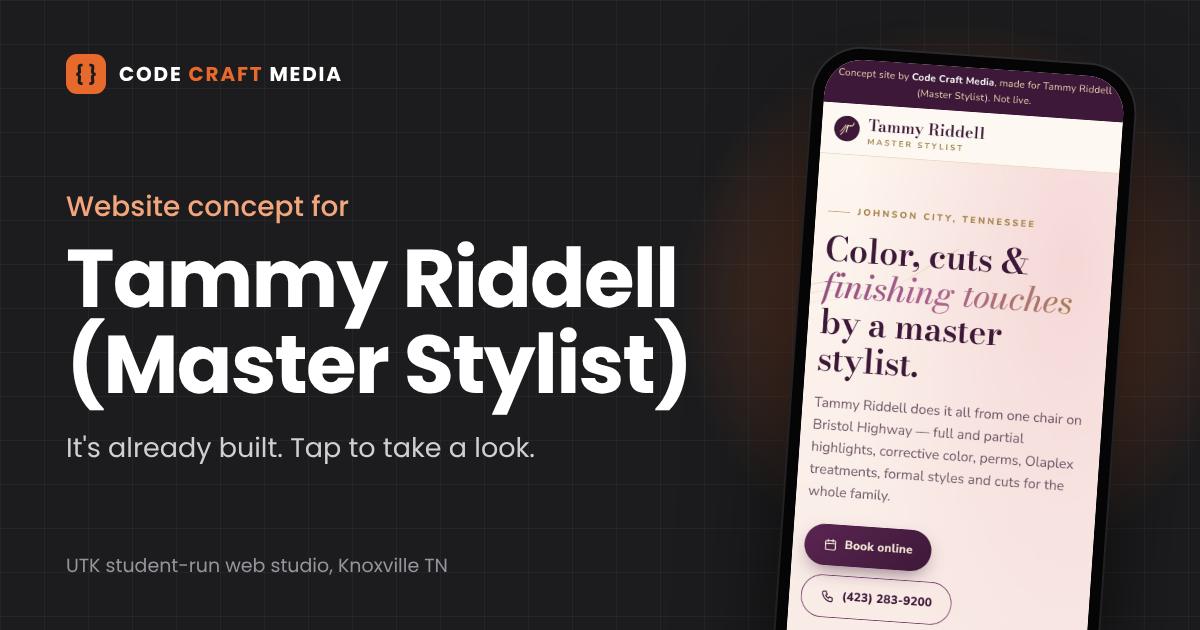 { }
CODE CRAFT MEDIA
Website concept for
Tammy Riddell
(Master Stylist)
It's already built. Tap to take a look.
UTK student-run web studio, Knoxville TN
Concept site by Code Craft Media, made for Tammy Riddell
(Master Stylist). Not live.
Tammy Riddell
MASTER STYLIST
JOHNSON CITY, TENNESSEE
Color, cuts &
finishing touches
by a master
stylist.
Tammy Riddell does it all from one chair on
Bristol Highway — full and partial
highlights, corrective color, perms, Olaplex
treatments, formal styles and cuts for the
whole family.
Book online
(423) 283-9200